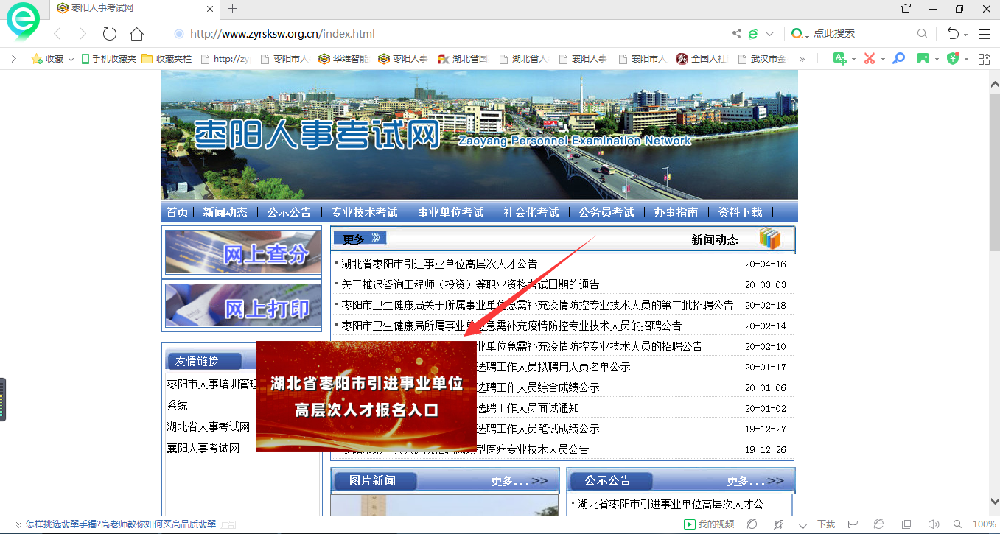 枣阳人事考试网
http://www.zyrsksw.org.cn/index.html
点此搜索
收藏
手机收藏夹
收藏夹栏
http://zy
枣阳市人
华维智能
枣阳人事
湖北省国
湖北省人
襄阳人事
襄阳市人
全国人社
武汉市金
枣阳人事考试网
Zaoyang Personnel Examination Network
首页 新闻动态 公示公告 专业技术考试 事业单位考试 社会化考试 公务员考试 办事指南 资料下载
网上查分
网上打印
友情链接
枣阳市人事培训管理
系统
湖北省人事考试网
襄阳人事考试网
更多
新闻动态
湖北省枣阳市引进事业单位高层次人才公告 20-04-16
关于推迟咨询工程师（投资）等职业资格考试日期的通告 20-03-03
枣阳市卫生健康局关于所属事业单位急需补充疫情防控专业技术人员的第二批招聘公告 20-02-18
枣阳市卫生健康局所属事业单位急需补充疫情防控专业技术人员的招聘公告 20-02-14
业单位急需补充疫情防控专业技术人员的招聘公告 20-02-10
选聘工作人员拟聘用人员名单公示 20-01-17
选聘工作人员综合成绩公示 20-01-06
选聘工作人员面试通知 20-01-02
选聘工作人员笔试成绩公示 19-12-27
型医疗专业技术人员公告 19-12-26
湖北省枣阳市引进事业单位
高层次人才报名入口
图片新闻
更多...>>
公示公告
更多...>>
湖北省枣阳市引进事业单位高层次人才公
怎样挑选翡翠手镯?高老师教你如何买高品质翡翠
广告
我的视频
下载
100%